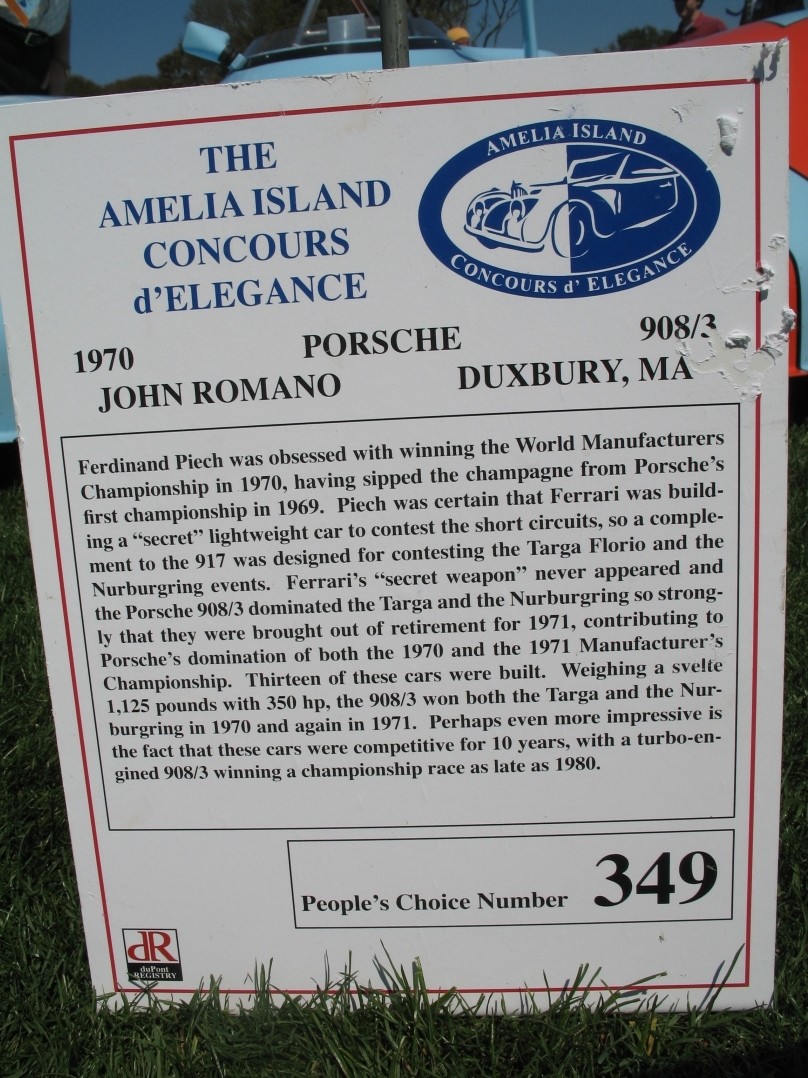 THE
AMELIA ISLAND
CONCOURS
d'ELEGANCE
AMELIA ISLAND
CONCOURS d' ELEGANCE
1970 PORSCHE 908/3
JOHN ROMANO DUXBURY, MA
Ferdinand Piech was obsessed with winning the World Manufacturers
Championship in 1970, having sipped the champagne from Porsche's
first championship in 1969. Piech was certain that Ferrari was build-
ing a “secret” lightweight car to contest the short circuits, so a comple-
ment to the 917 was designed for contesting the Targa Florio and the
Nurburgring events. Ferrari's “secret weapon” never appeared and
the Porsche 908/3 dominated the Targa and the Nurburgring so strong-
ly that they were brought out of retirement for 1971, contributing to
Porsche's domination of both the 1970 and the 1971 Manufacturer's
Championship. Thirteen of these cars were built. Weighing a svelte
1,125 pounds with 350 hp, the 908/3 won both the Targa and the Nur-
burgring in 1970 and again in 1971. Perhaps even more impressive is
the fact that these cars were competitive for 10 years, with a turbo-en-
gined 908/3 winning a championship race as late as 1980.
People's Choice Number 349
dR
duPont
REGISTRY